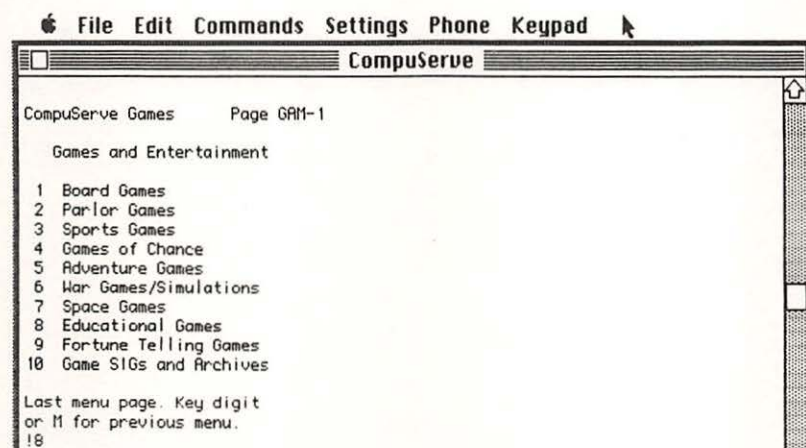 File Edit Commands Settings Phone Keypad
CompuServe
CompuServe Games Page GAM-1
Games and Entertainment
1 Board Games
2 Parlor Games
3 Sports Games
4 Games of Chance
5 Adventure Games
6 War Games/Simulations
7 Space Games
8 Educational Games
9 Fortune Telling Games
10 Game SIGs and Archives
Last menu page. Key digit
or M for previous menu.
!8